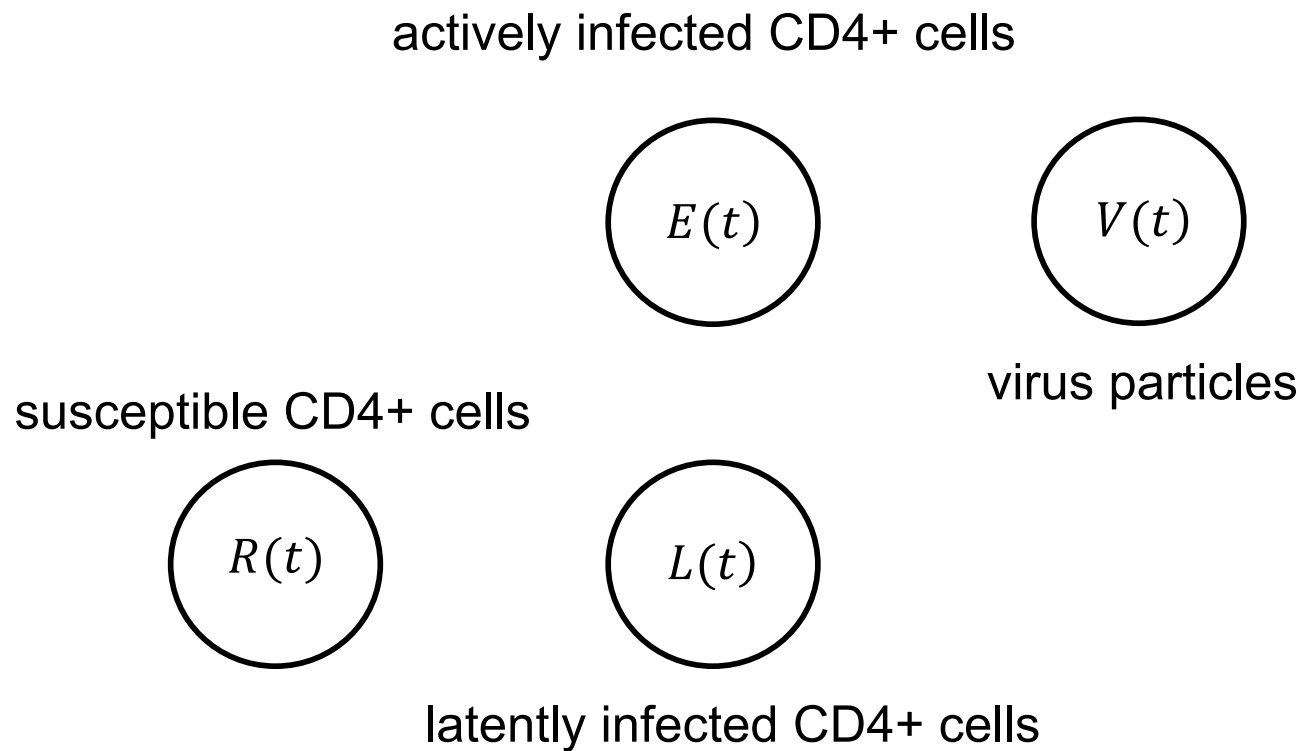 actively infected CD4+ cells
E(t)
V(t)
virus particles
susceptible CD4+ cells
R(t)
L(t)
latently infected CD4+ cells